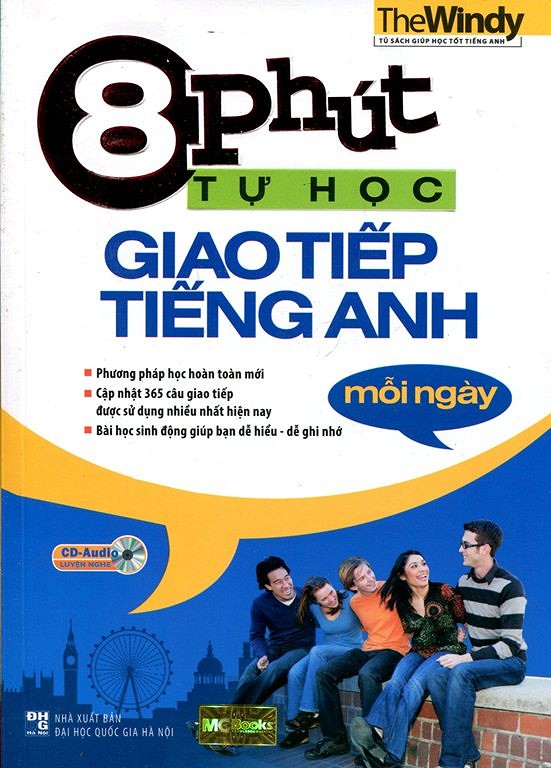 TheWindy
TỦ SÁCH GIÚP HỌC TỐT TIẾNG ANH
8 Phút
TỰ HỌC
GIAO TIẾP
TIẾNG ANH
mỗi ngày
Phương pháp học hoàn toàn mới
Cập nhật 365 câu giao tiếp
được sử dụng nhiều nhất hiện nay
Bài học sinh động giúp bạn dễ hiểu - dễ ghi nhớ
CD-Audio
LUYỆN NGHE
ĐHQG
Hà Nội
NHÀ XUẤT BẢN
ĐẠI HỌC QUỐC GIA HÀ NỘI
MCBooks